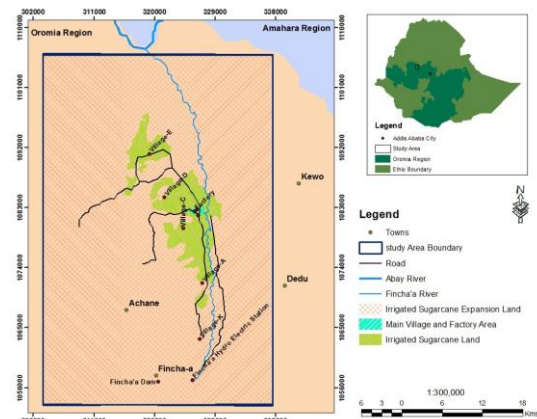 302000 311000 320000 329000 338000
Oromia Region
Amahara Region
1110000
1101000
1092000
1083000
1074000
1065000
1056000
Village-E
Village-D
Factory
Village-C
Village-A
Village-K
Fincha'a Hydro Electric Station
Kewo
Dedu
Achane
Fincha-a
Fincha'a Dam
Legend
Addis Ababa City
Study Area
Oromia Region
Ethio Boundary
N
Legend
Towns
study Area Boundary
Road
Abay River
Fincha'a River
Irrigated Sugarcane Expansion Land
Main Village and Factory Area
Irrigated Sugarcane Land
1:300,000
6 3 0 6 12 18
Kms